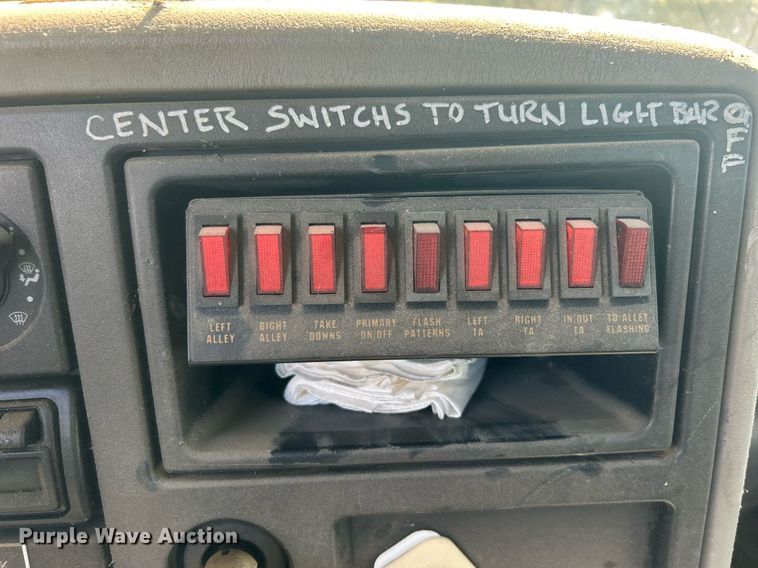 CENTER SWITCHS TO TURN LIGHT BAR OFF
LEFT ALLEY
RIGHT ALLEY
TAKE DOWNS
PRIMARY ON OFF
FLASH PATTERNS
LEFT TA
RIGHT TA
IN OUT TA
TD ALLEY FLASHING
Purple Wave Auction